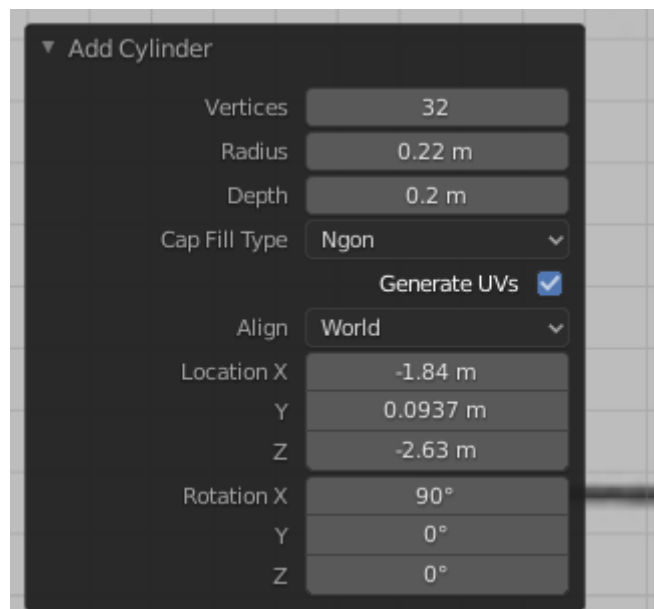 Add Cylinder
Vertices 32
Radius 0.22 m
Depth 0.2 m
Cap Fill Type Ngon
Generate UVs
Align World
Location X -1.84 m
Y 0.0937 m
Z -2.63 m
Rotation X 90°
Y 0°
Z 0°